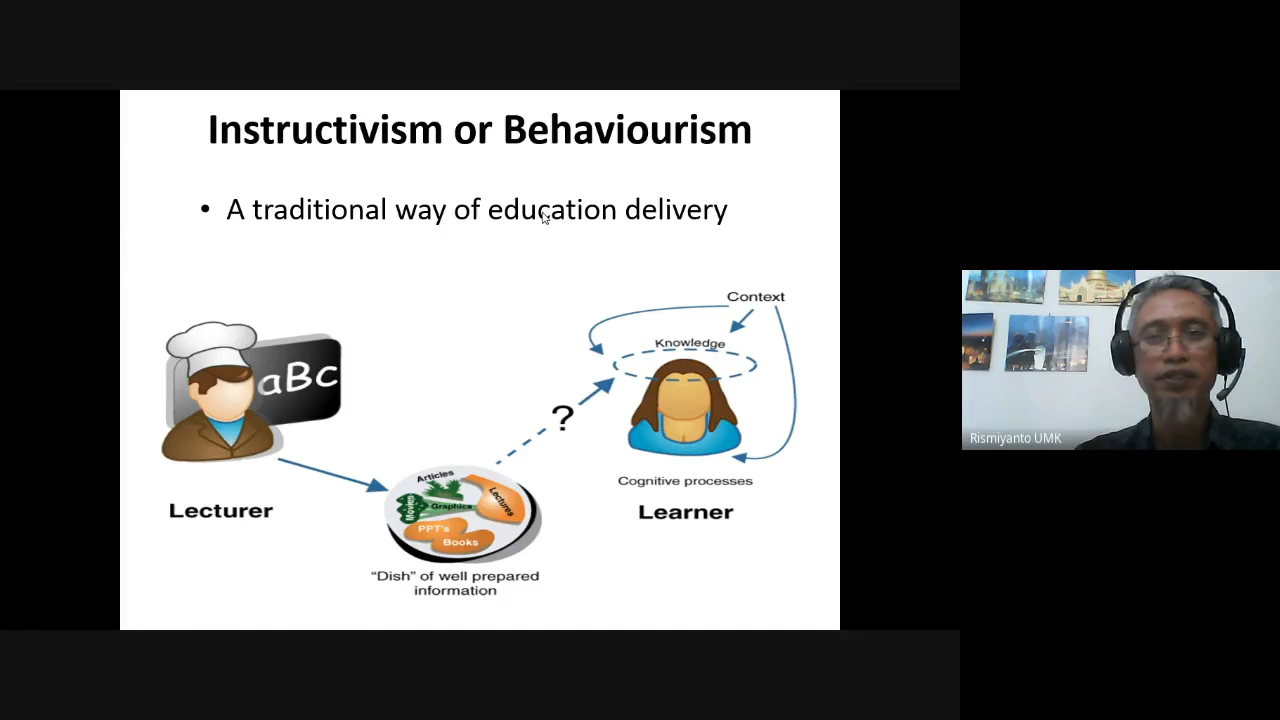 Instructivism or Behaviourism
• A traditional way of education delivery
Context
Knowledge
aBc
?
Articles
Movies
Graphics
Lectures
PPT's
Books
Cognitive processes
Lecturer
Learner
“Dish” of well prepared
information
Rismiyanto UMK